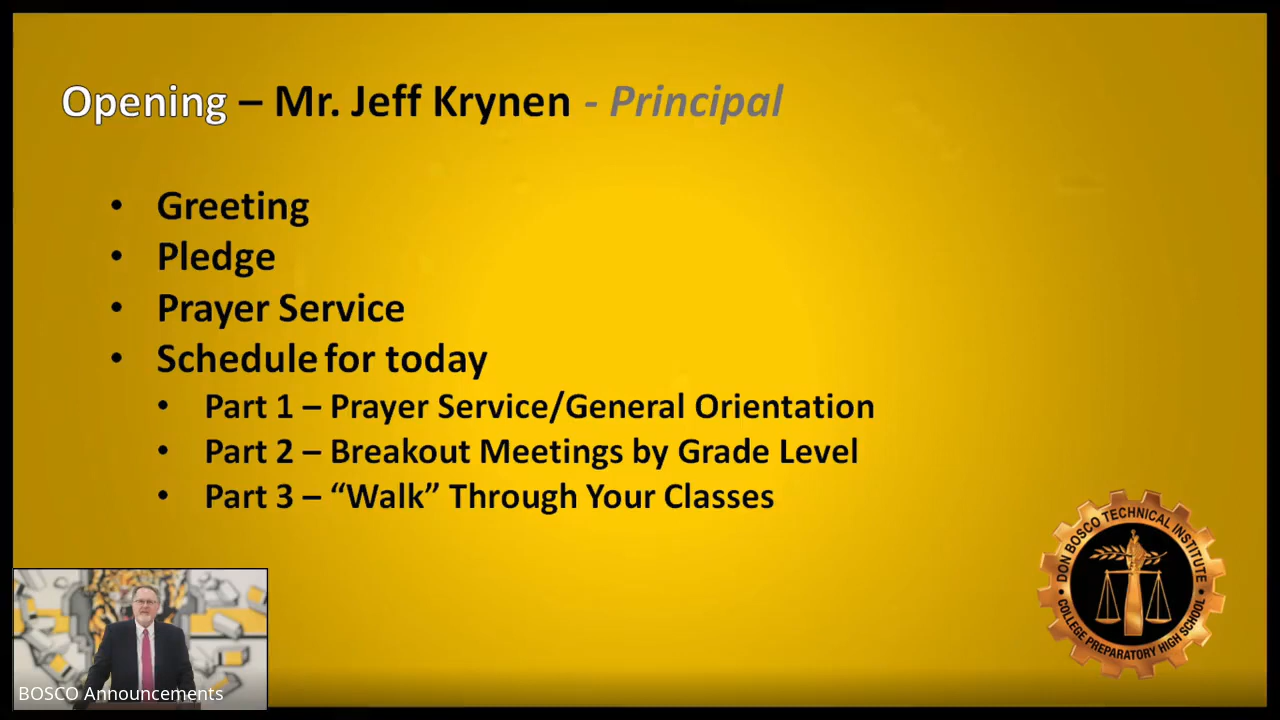 Opening – Mr. Jeff Krynen - Principal
• Greeting
• Pledge
• Prayer Service
• Schedule for today
• Part 1 – Prayer Service/General Orientation
• Part 2 – Breakout Meetings by Grade Level
• Part 3 – “Walk” Through Your Classes
DON BOSCO TECHNICAL INSTITUTE
• COLLEGE PREPARATORY HIGH SCHOOL •
BOSCO Announcements